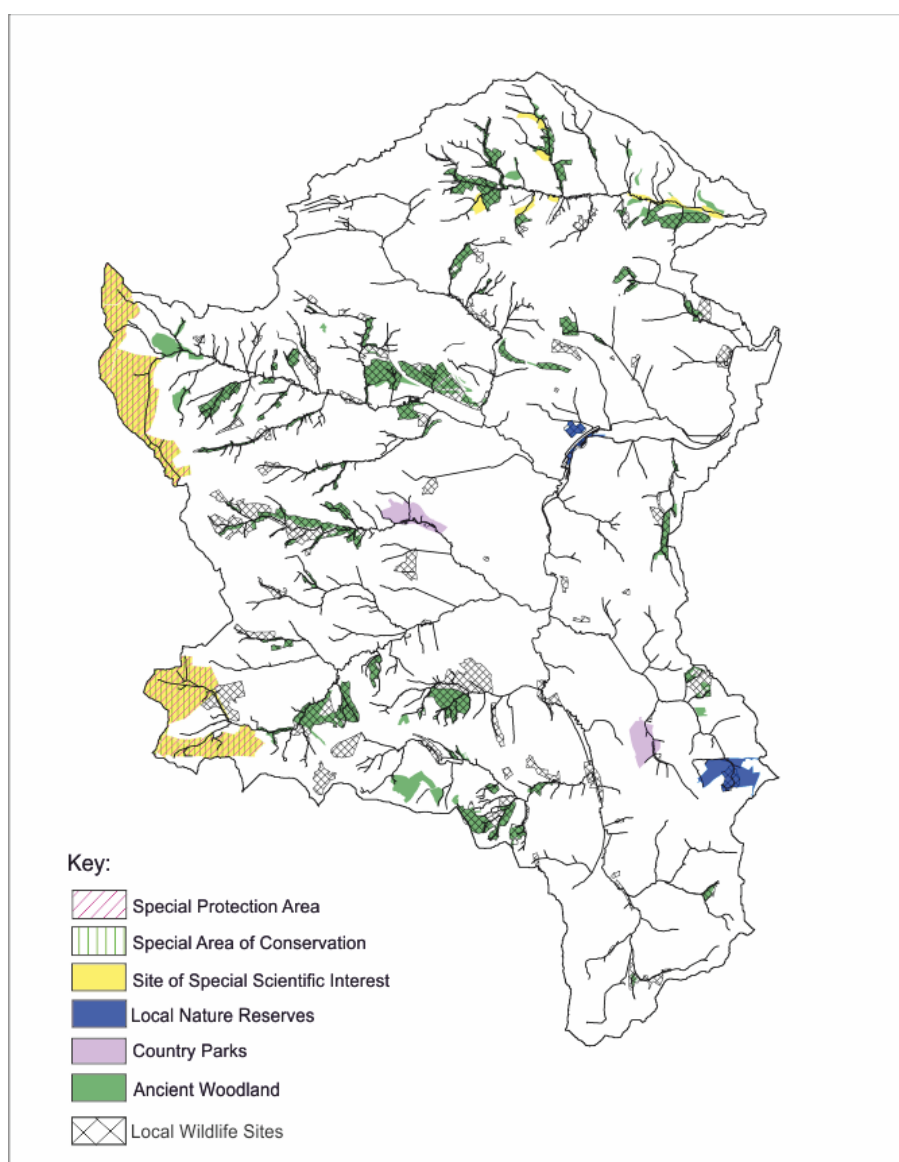 Key:
Special Protection Area
Special Area of Conservation
Site of Special Scientific Interest
Local Nature Reserves
Country Parks
Ancient Woodland
Local Wildlife Sites